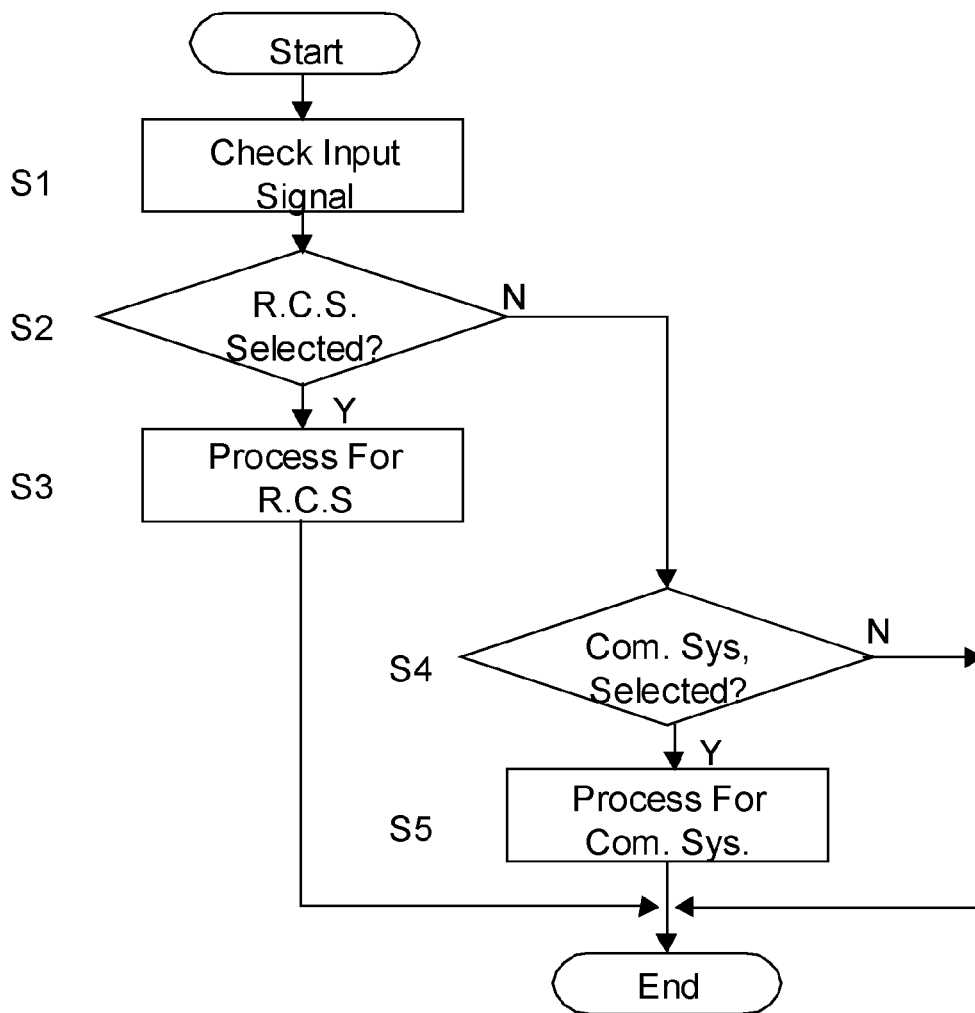 Start
S1
Check Input
Signal
S2
R.C.S.
Selected?
N
Y
S3
Process For
R.C.S
S4
Com. Sys,
Selected?
N
Y
S5
Process For
Com. Sys.
End